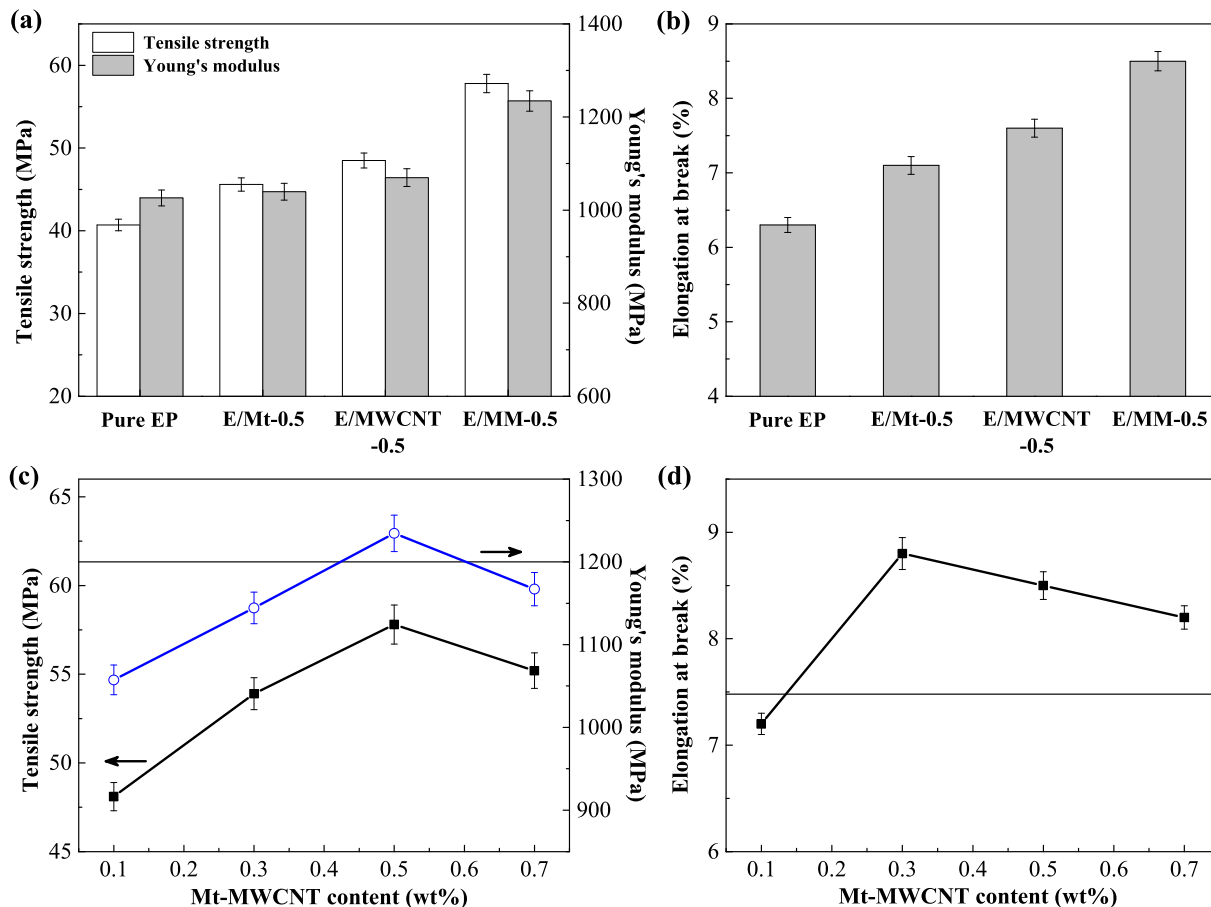 (a)
Tensile strength
Young's modulus
Tensile strength (MPa)
60
50
40
30
20
1400
1200
1000
800
600
Young's modulus (MPa)
Pure EP
E/Mt-0.5
E/MWCNT
-0.5
E/MM-0.5
(b)
Elongation at break (%)
9
8
7
6
5
4
Pure EP
E/Mt-0.5
E/MWCNT
-0.5
E/MM-0.5
(c)
Tensile strength (MPa)
65
60
55
50
45
1300
1200
1100
1000
900
Young's modulus (MPa)
0.1 0.2 0.3 0.4 0.5 0.6 0.7
Mt-MWCNT content (wt%)
(d)
Elongation at break (%)
9
8
7
6
0.1 0.2 0.3 0.4 0.5 0.6 0.7
Mt-MWCNT content (wt%)